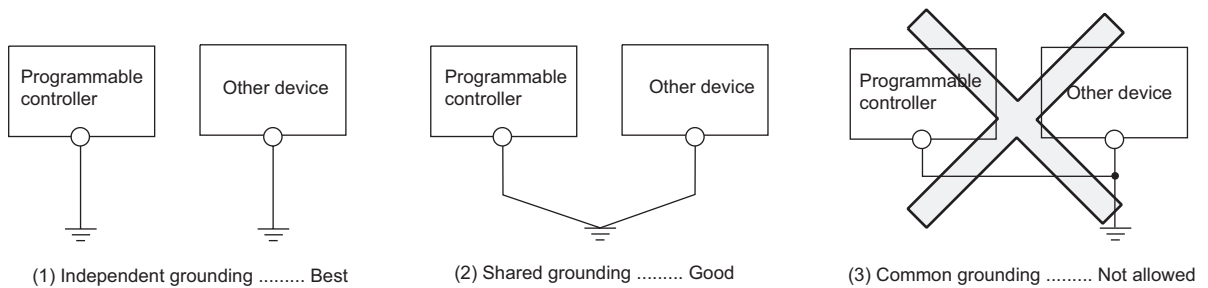 Programmable
controller
Other device
Programmable
controller
Other device
Programmable
controller
Other device
(1) Independent grounding ......... Best
(2) Shared grounding ......... Good
(3) Common grounding ......... Not allowed